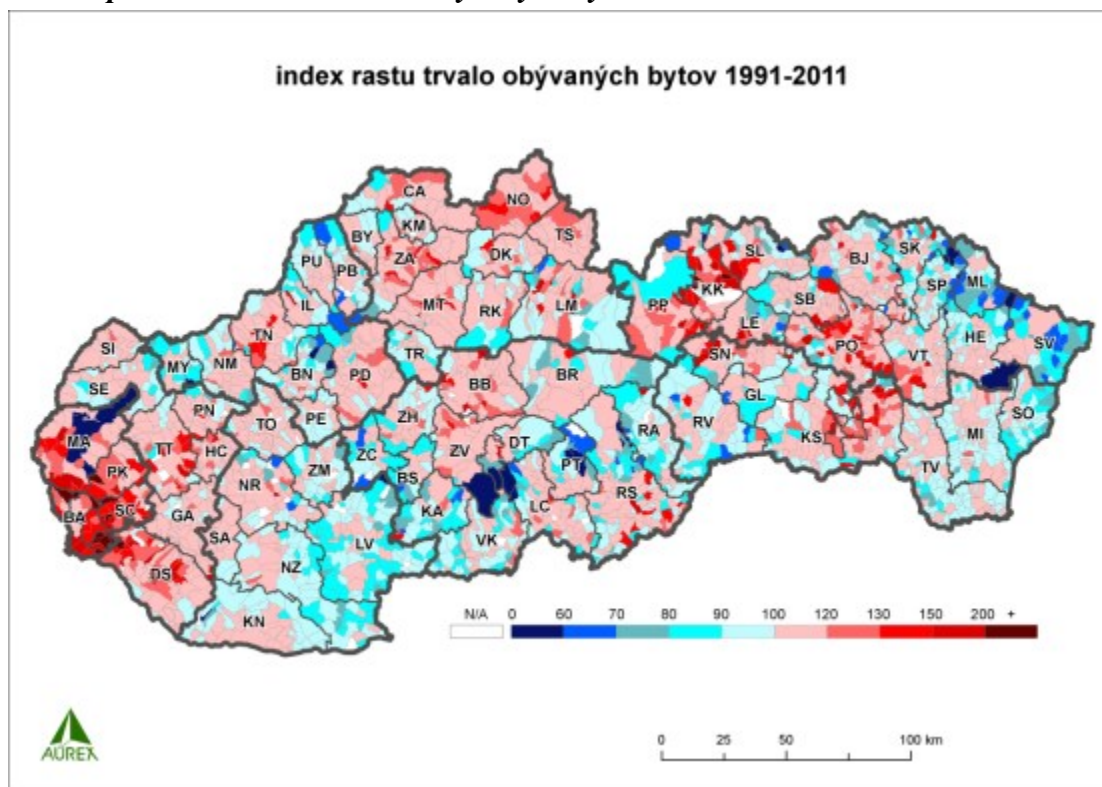 index rastu trvalo obývaných bytov 1991-2011
CA
NO
KM
BY
TS
ZA
DK
PU
PB
SL
BJ
SK
ML
SP
KK
IL
MT
RK
LM
PP
SB
LE
TN
HE
SV
SI
TR
SN
PO
VT
MY
NM
BN
PD
BB
BR
SE
GL
SO
PN
PE
ZH
TO
RA
RV
MI
MA
TT
HC
ZV
DT
KS
PK
ZC
PT
TV
NR
ZM
BS
RS
BA
SC
GA
KA
LC
SA
LV
VK
NZ
DS
KN
N/A 0 60 70 80 90 100 120 130 150 200 +
AUREX
0 25 50 100 km